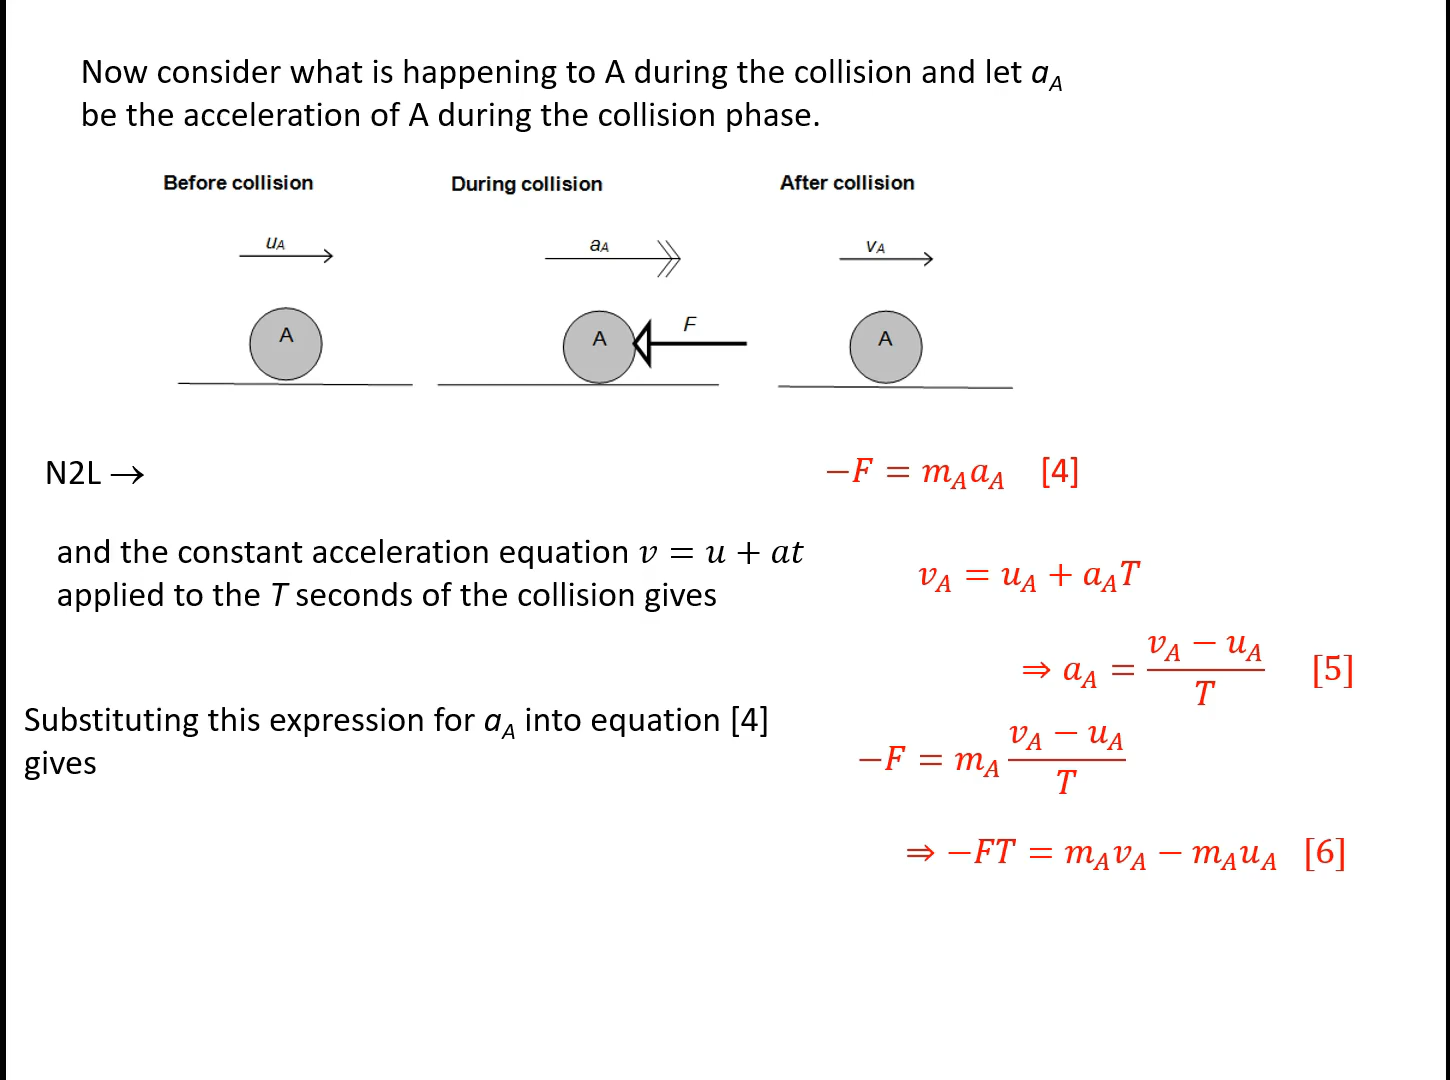 Now consider what is happening to A during the collision and let a_A
be the acceleration of A during the collision phase.
Before collision During collision After collision
u_A a_A v_A
F
A A A
N2L → −F = m_A a_A [4]
and the constant acceleration equation v = u + at
applied to the T seconds of the collision gives
v_A = u_A + a_A T
⇒ a_A = (v_A − u_A)/T [5]
Substituting this expression for a_A into equation [4]
gives
−F = m_A (v_A − u_A)/T
⇒ −FT = m_A v_A − m_A u_A [6]